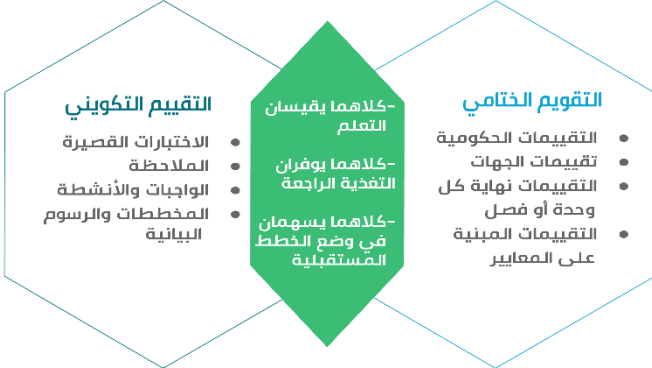 التقويم الختامي
• التقييمات الحكومية
• تقييمات الجهات
• التقييمات نهاية كل
وحدة أو فصل
• التقييمات المبنية
على المعايير
-كلاهما يقيسان
التعلم
-كلاهما يوفران
التغذية الراجعة
-كلاهما يسهمان
في وضع الخطط
المستقبلية
التقييم التكويني
• الاختبارات القصيرة
• الملاحظة
• الواجبات والأنشطة
• المخططات والرسوم
البيانية